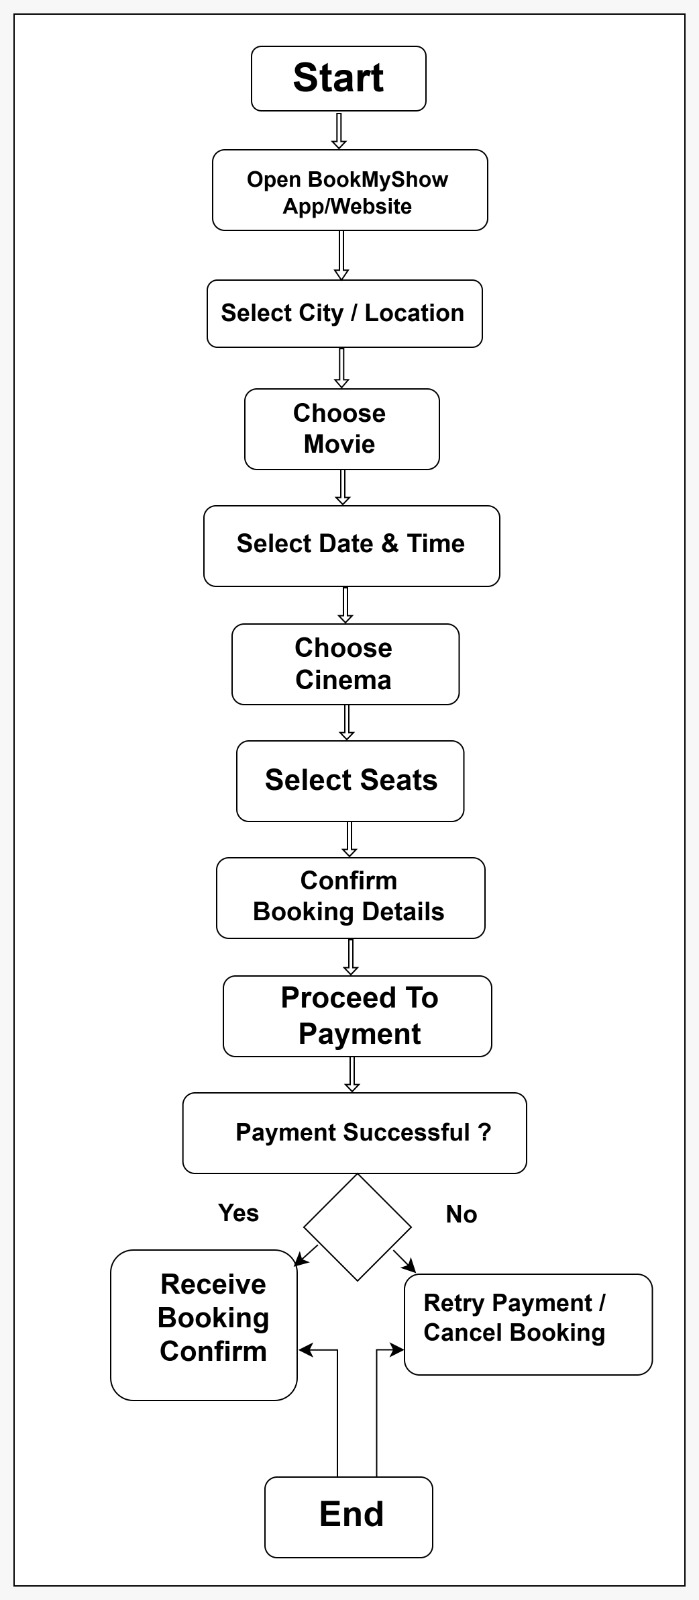 Start
Open BookMyShow
App/Website
Select City / Location
Choose
Movie
Select Date & Time
Choose
Cinema
Select Seats
Confirm
Booking Details
Proceed To
Payment
Payment Successful ?
Yes
No
Receive
Booking
Confirm
Retry Payment /
Cancel Booking
End